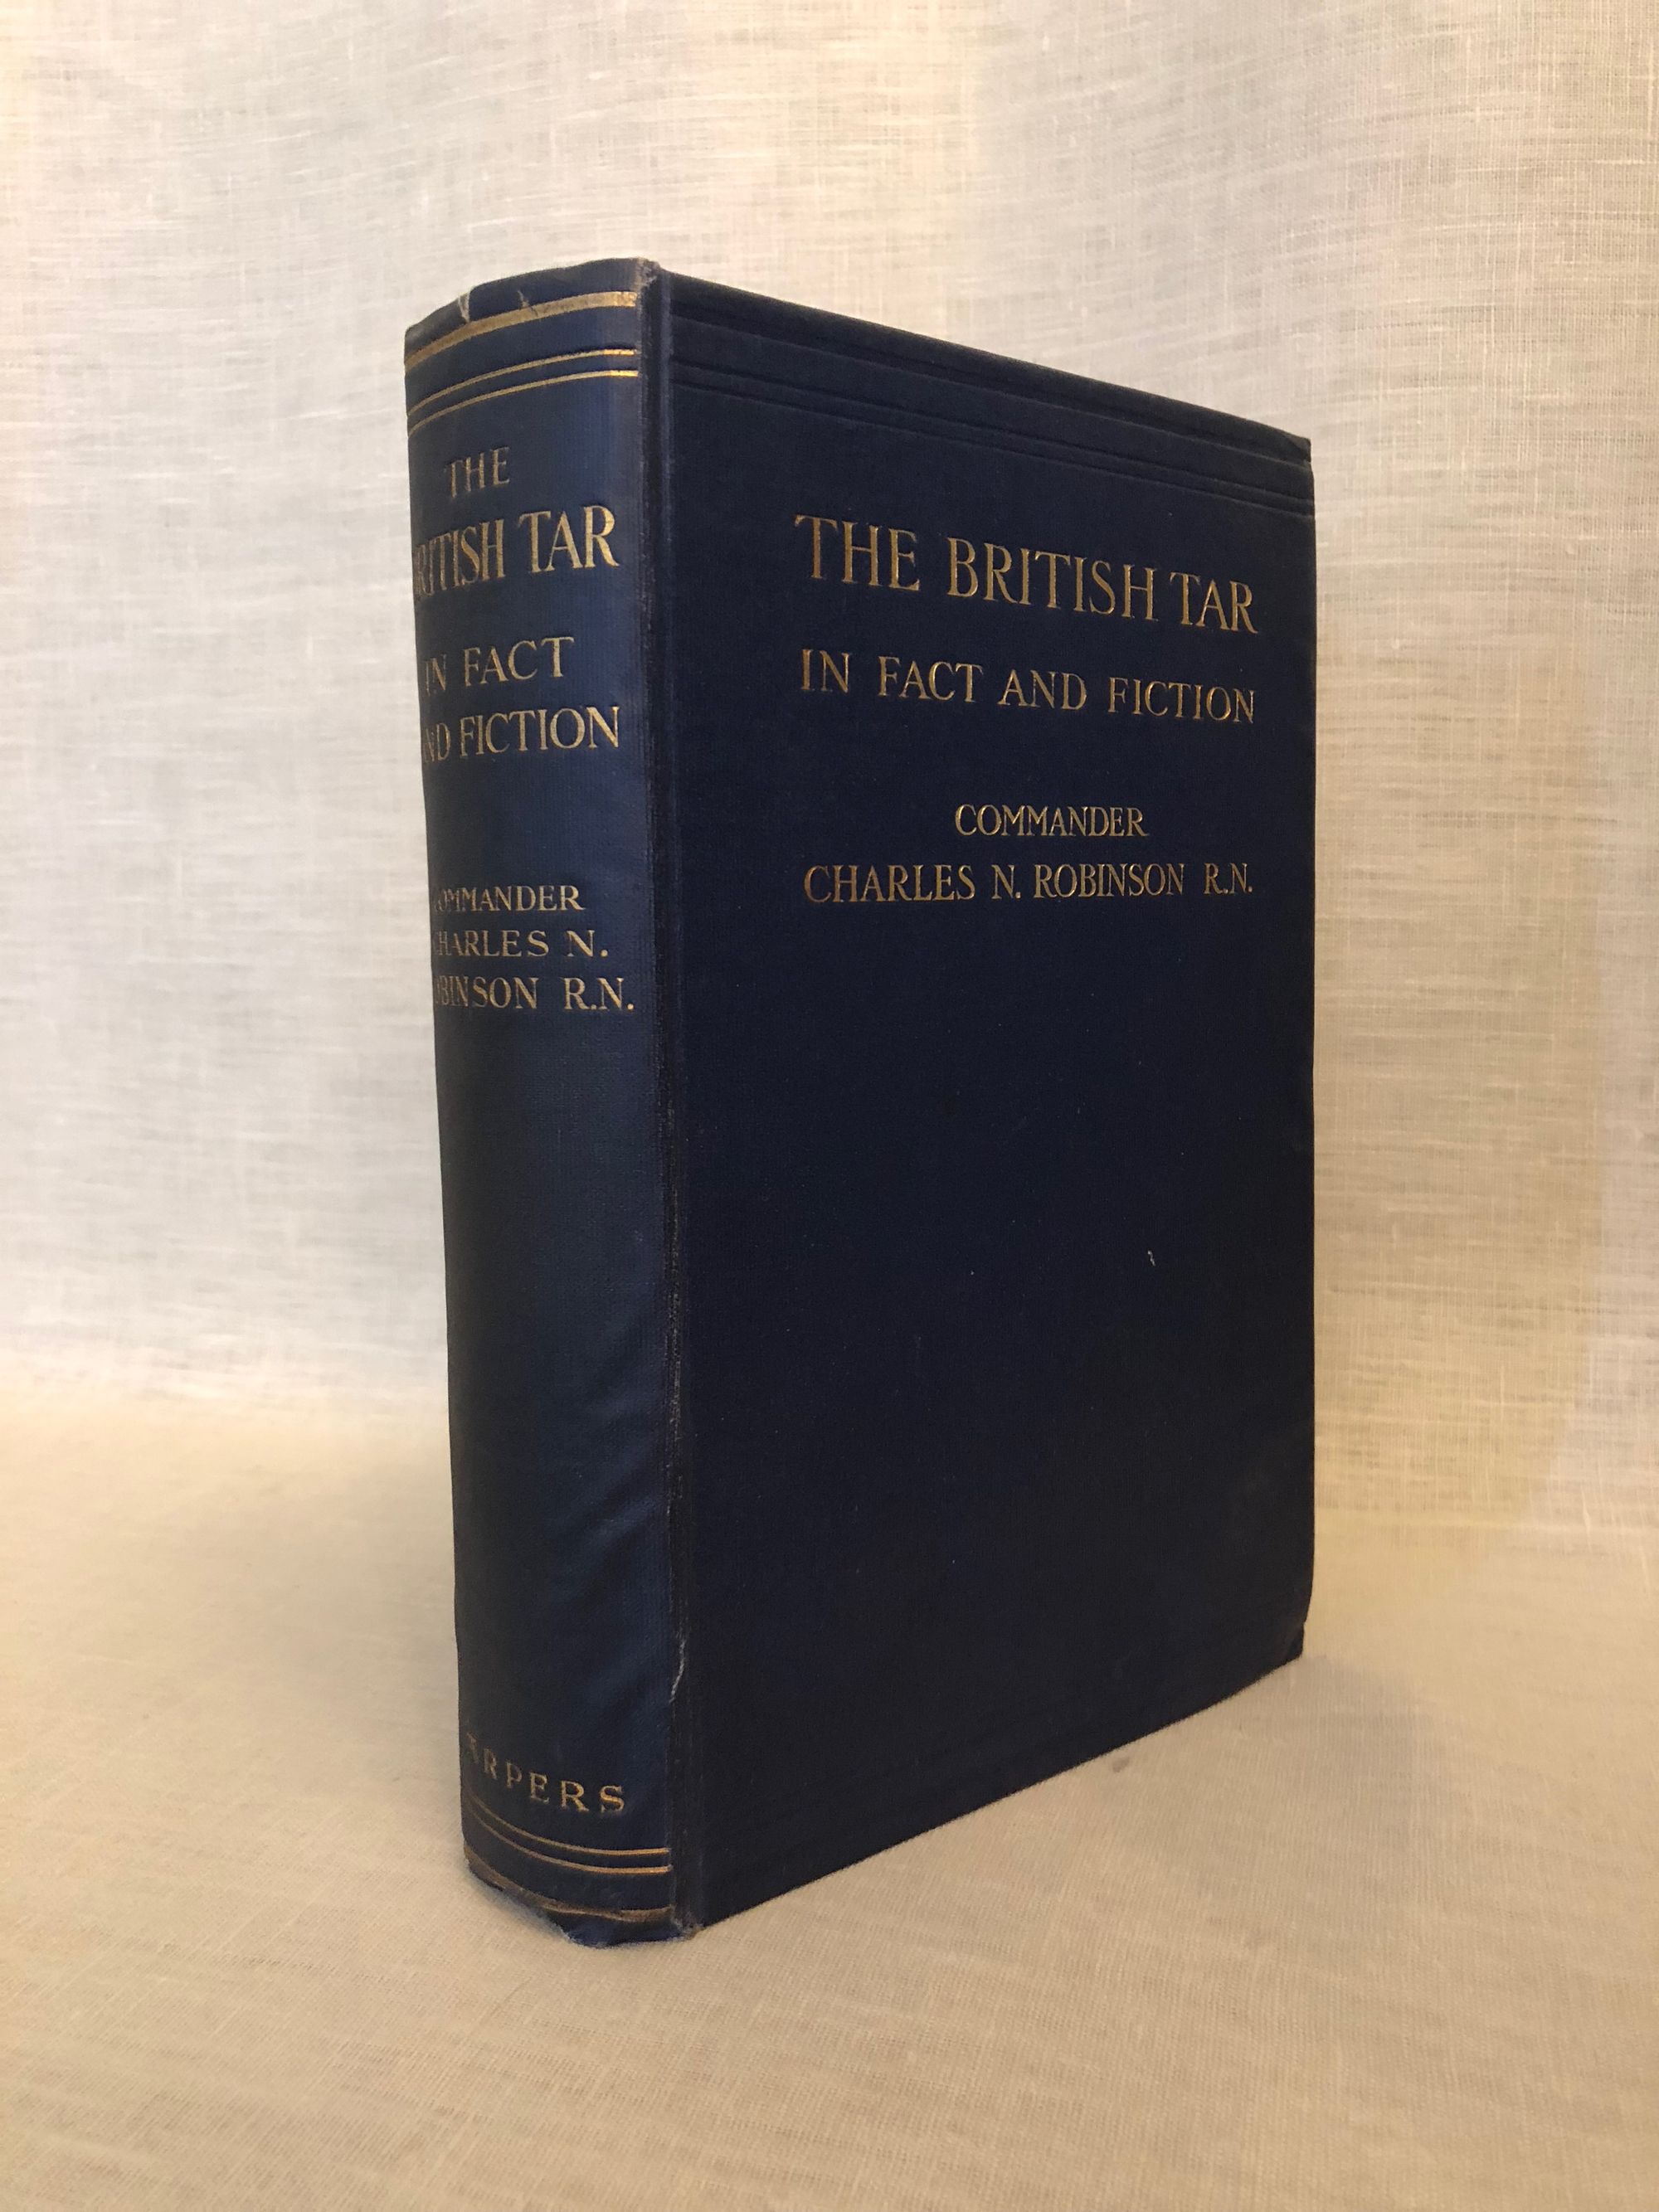 THE
BRITISH TAR
IN FACT
AND FICTION
COMMANDER
CHARLES N.
ROBINSON R.N.
HARPERS
THE BRITISH TAR
IN FACT AND FICTION
COMMANDER
CHARLES N. ROBINSON R.N.